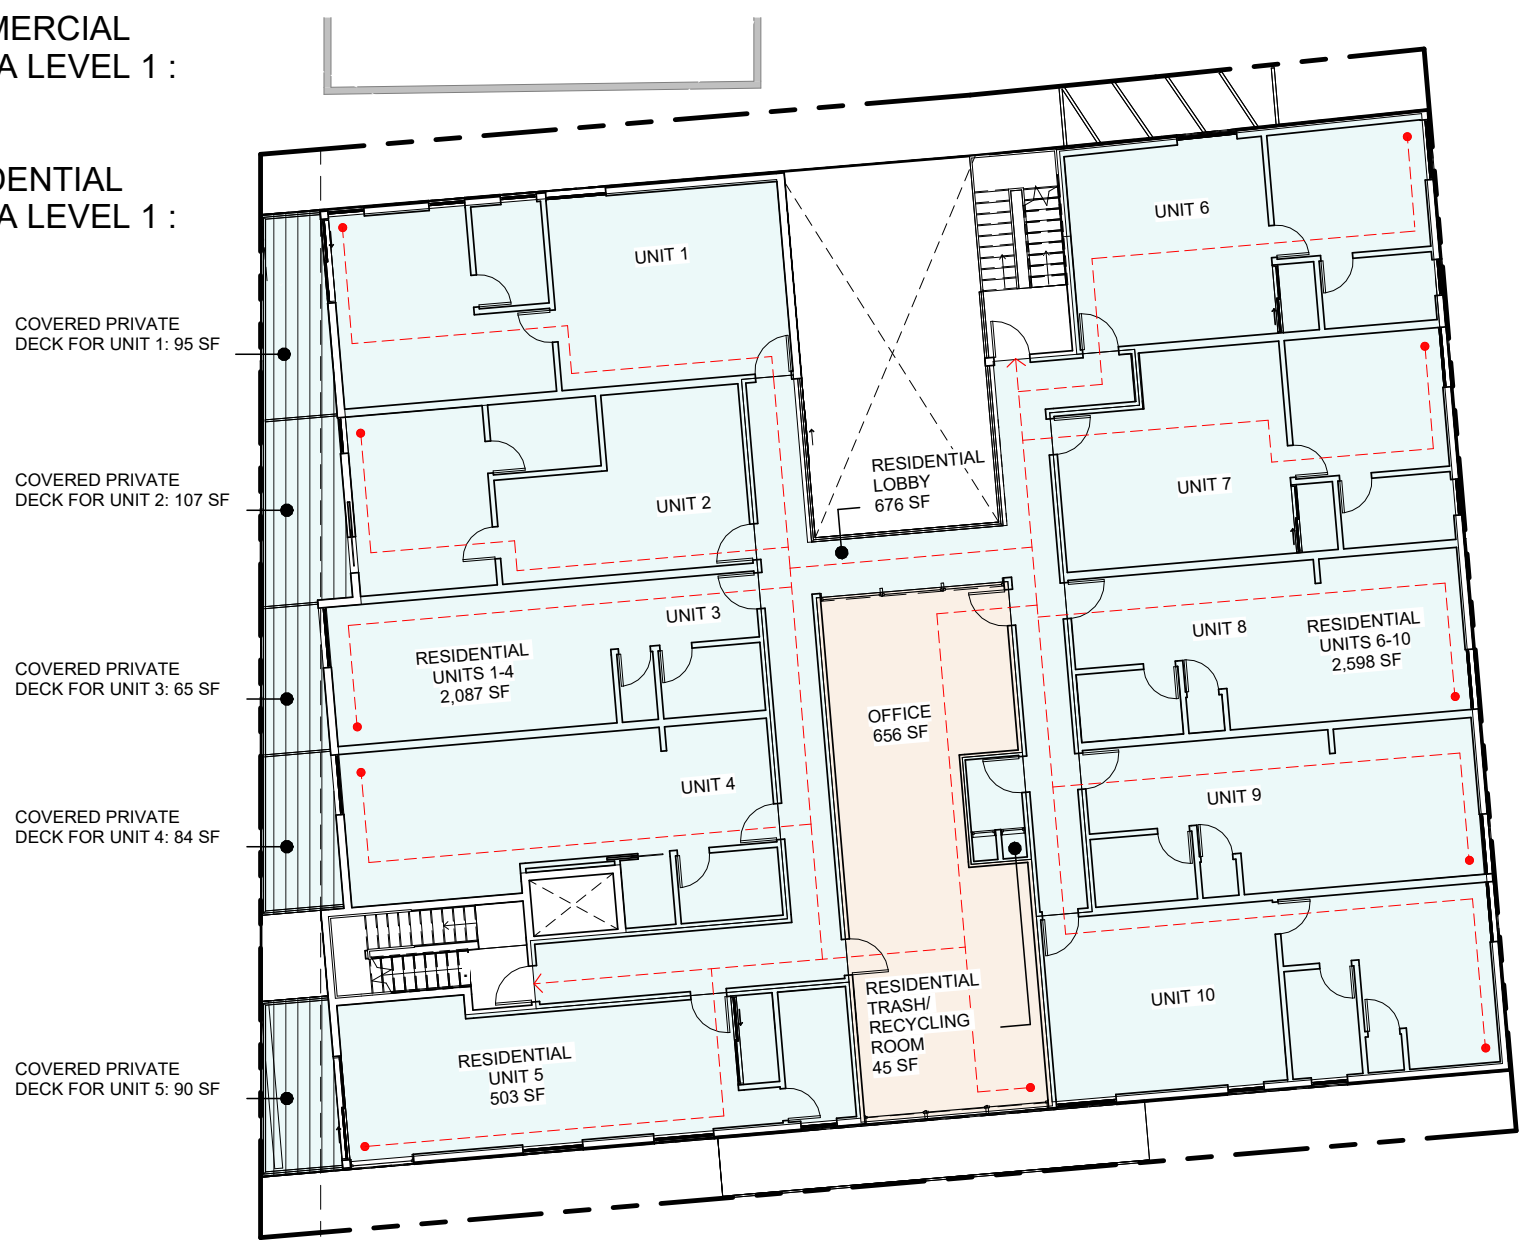 MERCIAL
A LEVEL 1 :
DENTIAL
A LEVEL 1 :
COVERED PRIVATE
DECK FOR UNIT 1: 95 SF
COVERED PRIVATE
DECK FOR UNIT 2: 107 SF
COVERED PRIVATE
DECK FOR UNIT 3: 65 SF
COVERED PRIVATE
DECK FOR UNIT 4: 84 SF
COVERED PRIVATE
DECK FOR UNIT 5: 90 SF
UNIT 1
UNIT 2
UNIT 3
RESIDENTIAL
UNITS 1-4
2,087 SF
UNIT 4
RESIDENTIAL
UNIT 5
503 SF
RESIDENTIAL
LOBBY
676 SF
OFFICE
656 SF
RESIDENTIAL
TRASH/
RECYCLING
ROOM
45 SF
UNIT 6
UNIT 7
UNIT 8
RESIDENTIAL
UNITS 6-10
2,598 SF
UNIT 9
UNIT 10